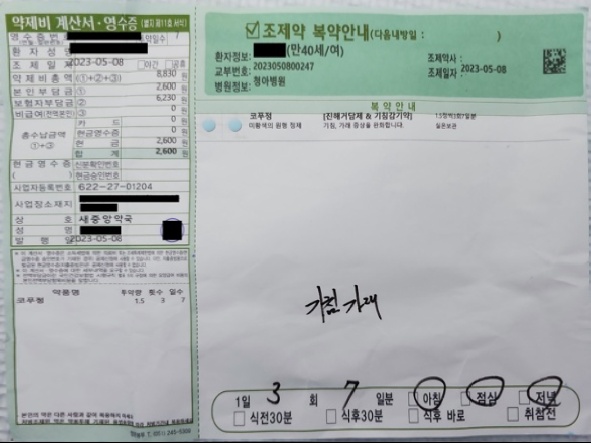 약제비 계산서·영수증 (별지 제11호 서식)
영수증번호
환자성명
조제일자 2023-05-08 야간 공휴
약제비총액 (①+②+③) 8,830
본인부담금 ① 2,600
보험자부담금 ② 6,230
비급여(전액본인) ③ 0
총수납금액 ①+③
카드 0
현금영수증 0
현금 2,600
합계 2,600
현금영수증 ( )
신분확인번호
현금승인번호
사업자등록번호 622-27-01204
사업장소재지
상호 새중앙약국
성명
발행일 2023-05-08
약품명 투약량 횟수 일수
코푸정 1.5 3 7
조제약 복약안내(다음내방일 : )
환자정보: (만40세/여)
교부번호: 2023050800247
병원정보: 청아병원
조제약사:
조제일자: 2023-05-08
복약안내
코푸정 [진해거담제 & 기침감기약] 1.5정씩3회7일분
미황색의 원형 정제 기침, 가래 증상을 완화합니다. 실온보관
기침 가래
1일 3 회 7 일분 아침 점심 저녁
식전30분 식후30분 식후 바로 취침전